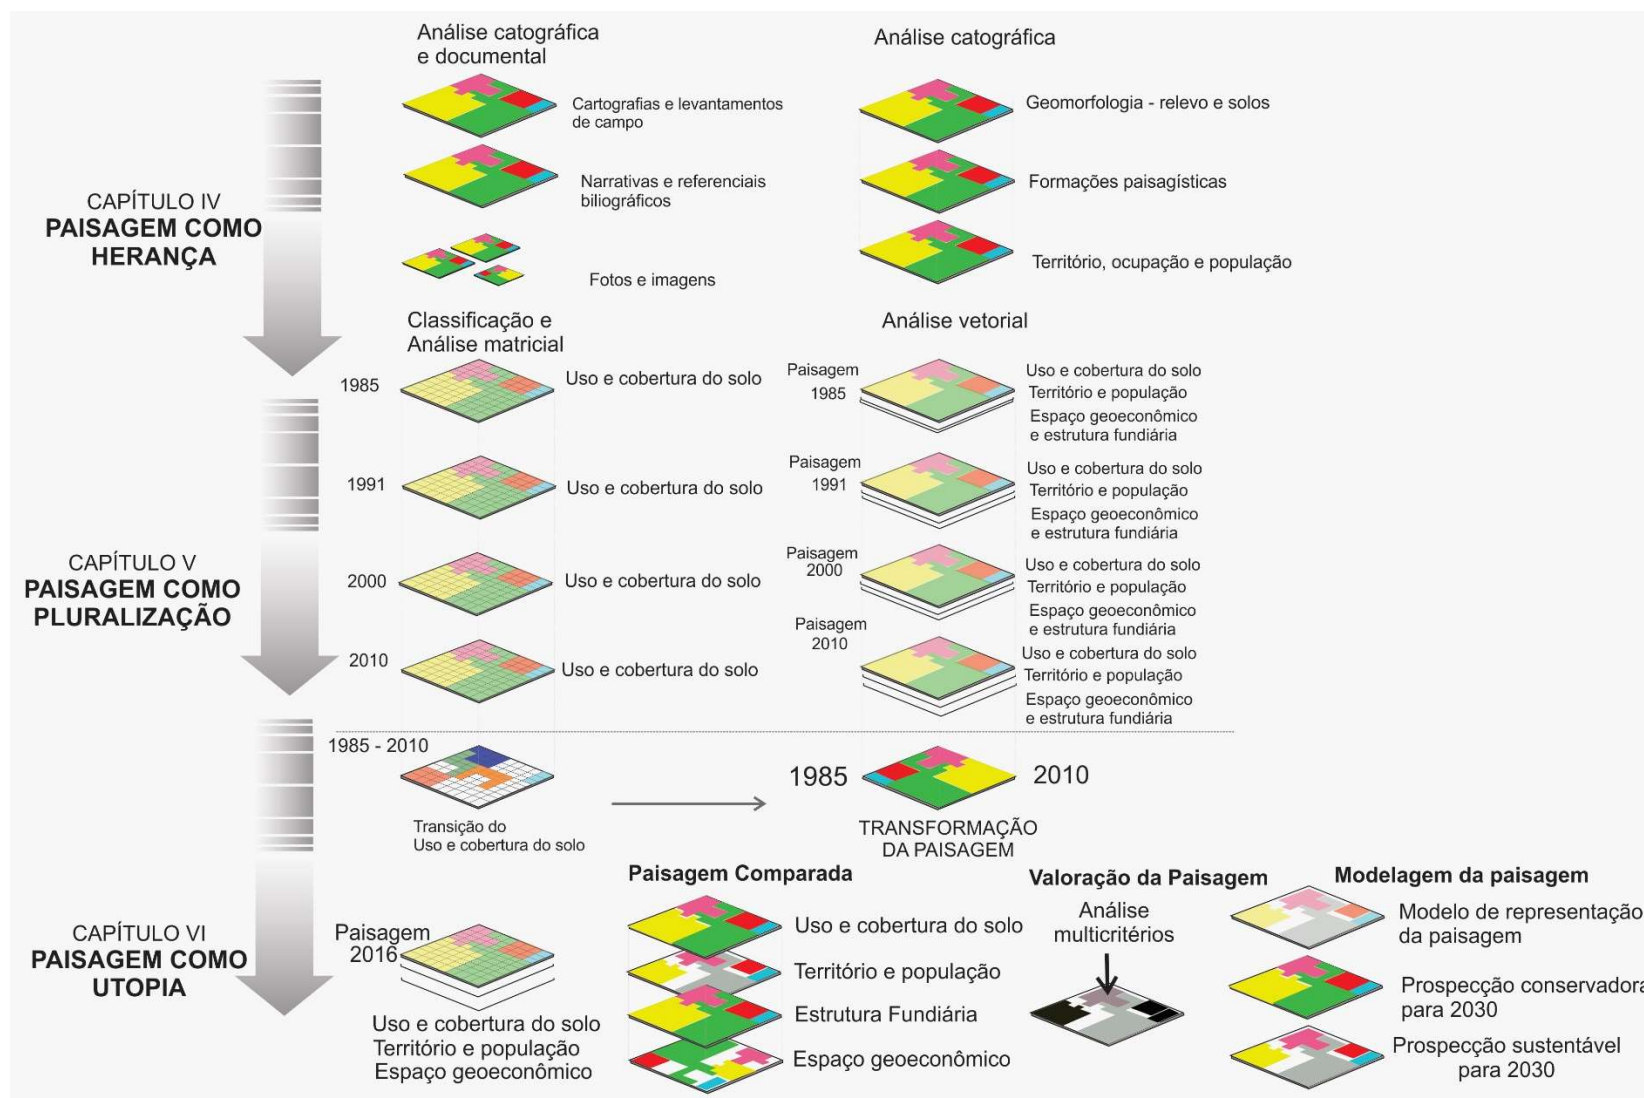 CAPÍTULO IV
PAISAGEM COMO
HERANÇA
Análise catográfica
e documental
Cartografias e levantamentos
de campo
Narrativas e referenciais
biliográficos
Fotos e imagens
Análise catográfica
Geomorfologia - relevo e solos
Formações paisagísticas
Território, ocupação e população
CAPÍTULO V
PAISAGEM COMO
PLURALIZAÇÃO
Classificação e
Análise matricial
1985
Uso e cobertura do solo
1991
Uso e cobertura do solo
2000
Uso e cobertura do solo
2010
Uso e cobertura do solo
Análise vetorial
Paisagem
1985
Uso e cobertura do solo
Território e população
Espaço geoeconômico
e estrutura fundiária
Paisagem
1991
Uso e cobertura do solo
Território e população
Espaço geoeconômico
e estrutura fundiária
Paisagem
2000
Uso e cobertura do solo
Território e população
Espaço geoeconômico
e estrutura fundiária
Paisagem
2010
Uso e cobertura do solo
Território e população
Espaço geoeconômico
e estrutura fundiária
1985 - 2010
Transição do
Uso e cobertura do solo
1985
2010
TRANSFORMAÇÃO
DA PAISAGEM
CAPÍTULO VI
PAISAGEM COMO
UTOPIA
Paisagem
2016
Uso e cobertura do solo
Território e população
Espaço geoeconômico
Paisagem Comparada
Uso e cobertura do solo
Território e população
Estrutura Fundiária
Espaço geoeconômico
Valoração da Paisagem
Análise
multicritérios
Modelagem da paisagem
Modelo de representação
da paisagem
Prospecção conservadora
para 2030
Prospecção sustentável
para 2030